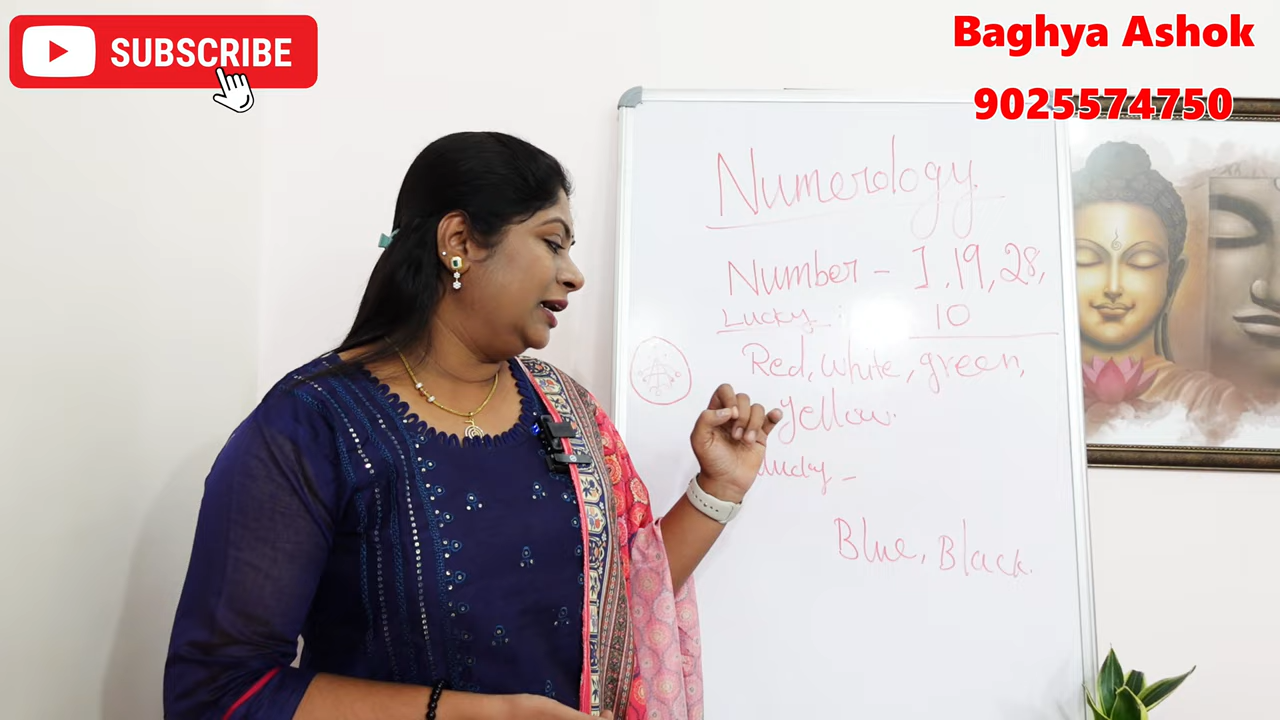 SUBSCRIBE
Baghya Ashok
9025574750
Numerology
Number - 1, 19, 28,
Lucky : 10
Red, white, green,
Yellow.
Blue, Black.